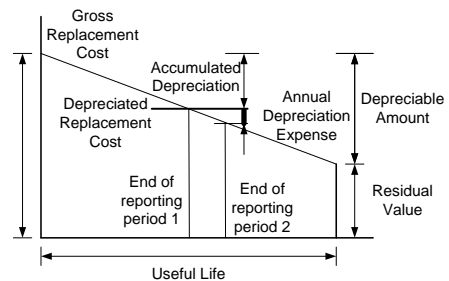 Gross
Replacement
Cost
Accumulated
Depreciation
Depreciated
Replacement
Cost
Annual
Depreciation
Expense
Depreciable
Amount
End of
reporting
period 1
End of
reporting
period 2
Residual
Value
Useful Life